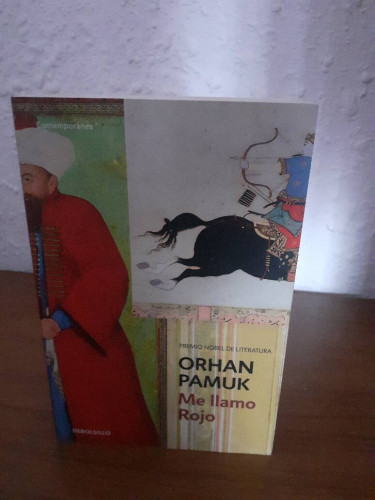 Contemporánea
PREMIO NOBEL DE LITERATURA
ORHAN
PAMUK
Me llamo
Rojo
DEBOLSILLO